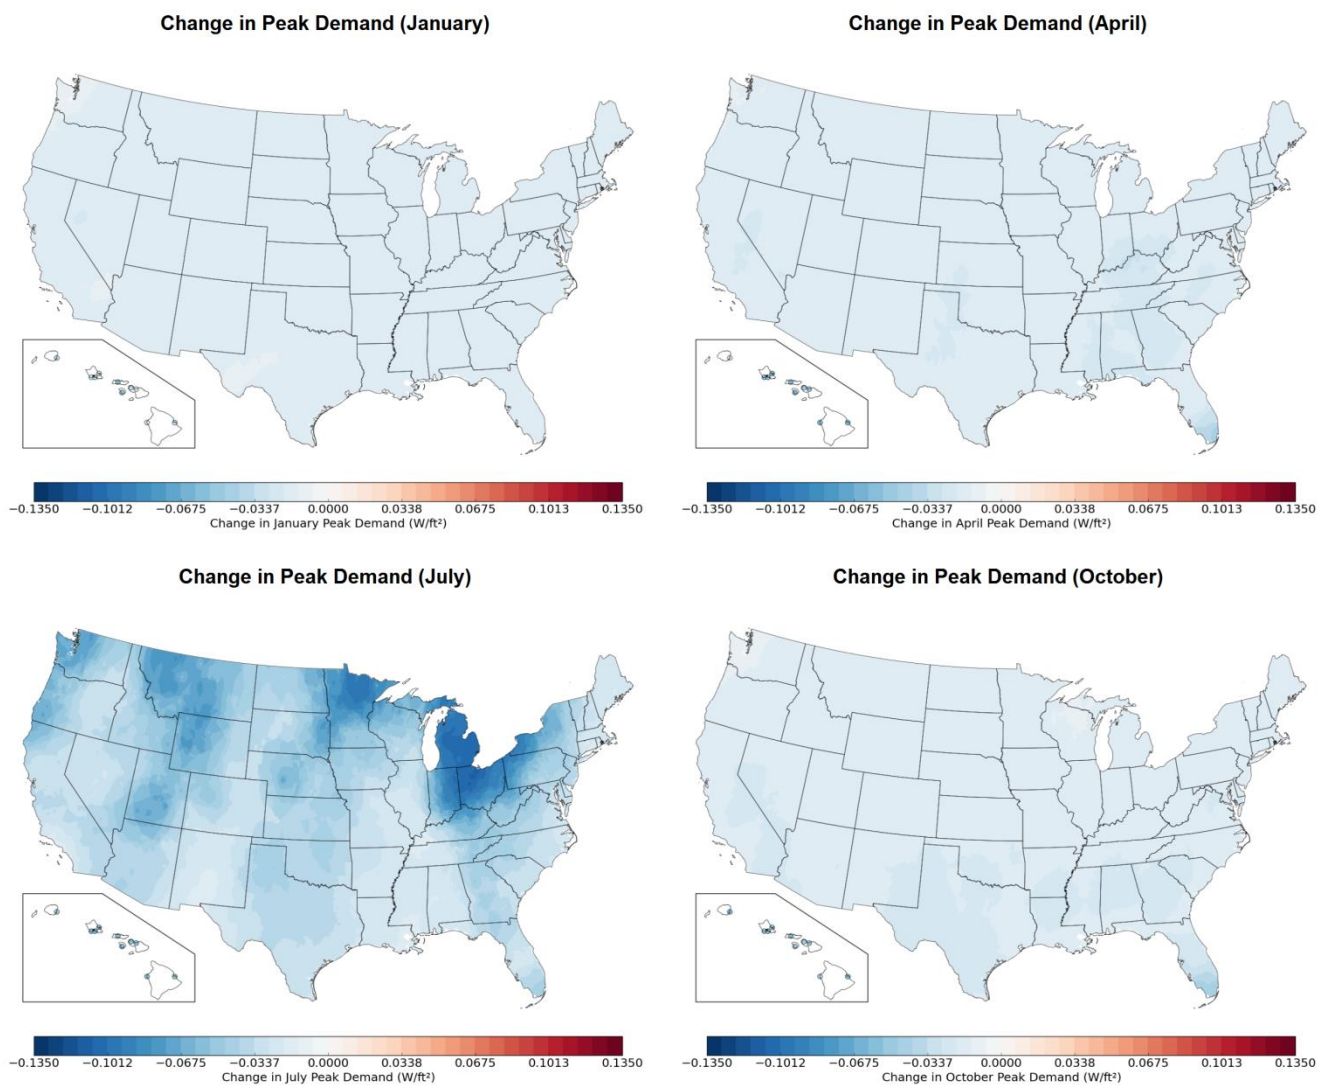 Change in Peak Demand (January)
Change in Peak Demand (April)
−0.1350 −0.1012 −0.0675 −0.0337 0.0000 0.0338 0.0675 0.1013 0.1350
Change in January Peak Demand (W/ft²)
−0.1350 −0.1012 −0.0675 −0.0337 0.0000 0.0338 0.0675 0.1013 0.1350
Change in April Peak Demand (W/ft²)
Change in Peak Demand (July)
Change in Peak Demand (October)
−0.1350 −0.1012 −0.0675 −0.0337 0.0000 0.0338 0.0675 0.1013 0.1350
Change in July Peak Demand (W/ft²)
−0.1350 −0.1012 −0.0675 −0.0337 0.0000 0.0338 0.0675 0.1013 0.1350
Change in October Peak Demand (W/ft²)